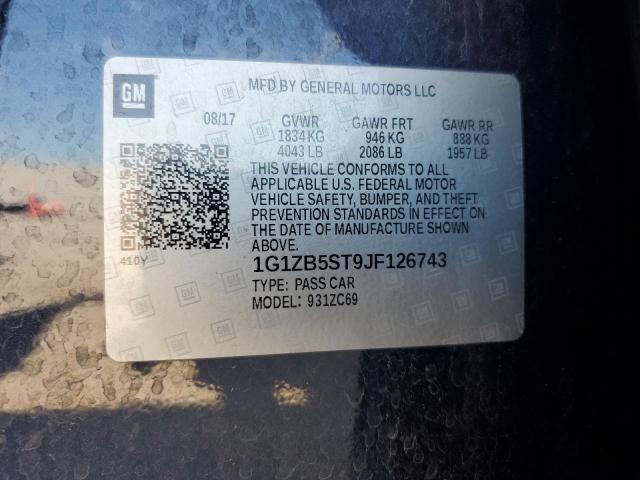 GM
MFD BY GENERAL MOTORS LLC
08/17 GVWR GAWR FRT GAWR RR
1834 KG 946 KG 888 KG
4043 LB 2086 LB 1957 LB
THIS VEHICLE CONFORMS TO ALL
APPLICABLE U.S. FEDERAL MOTOR
VEHICLE SAFETY, BUMPER, AND THEFT
PREVENTION STANDARDS IN EFFECT ON
THE DATE OF MANUFACTURE SHOWN
ABOVE.
410Y
1G1ZB5ST9JF126743
TYPE: PASS CAR
MODEL: 931ZC69